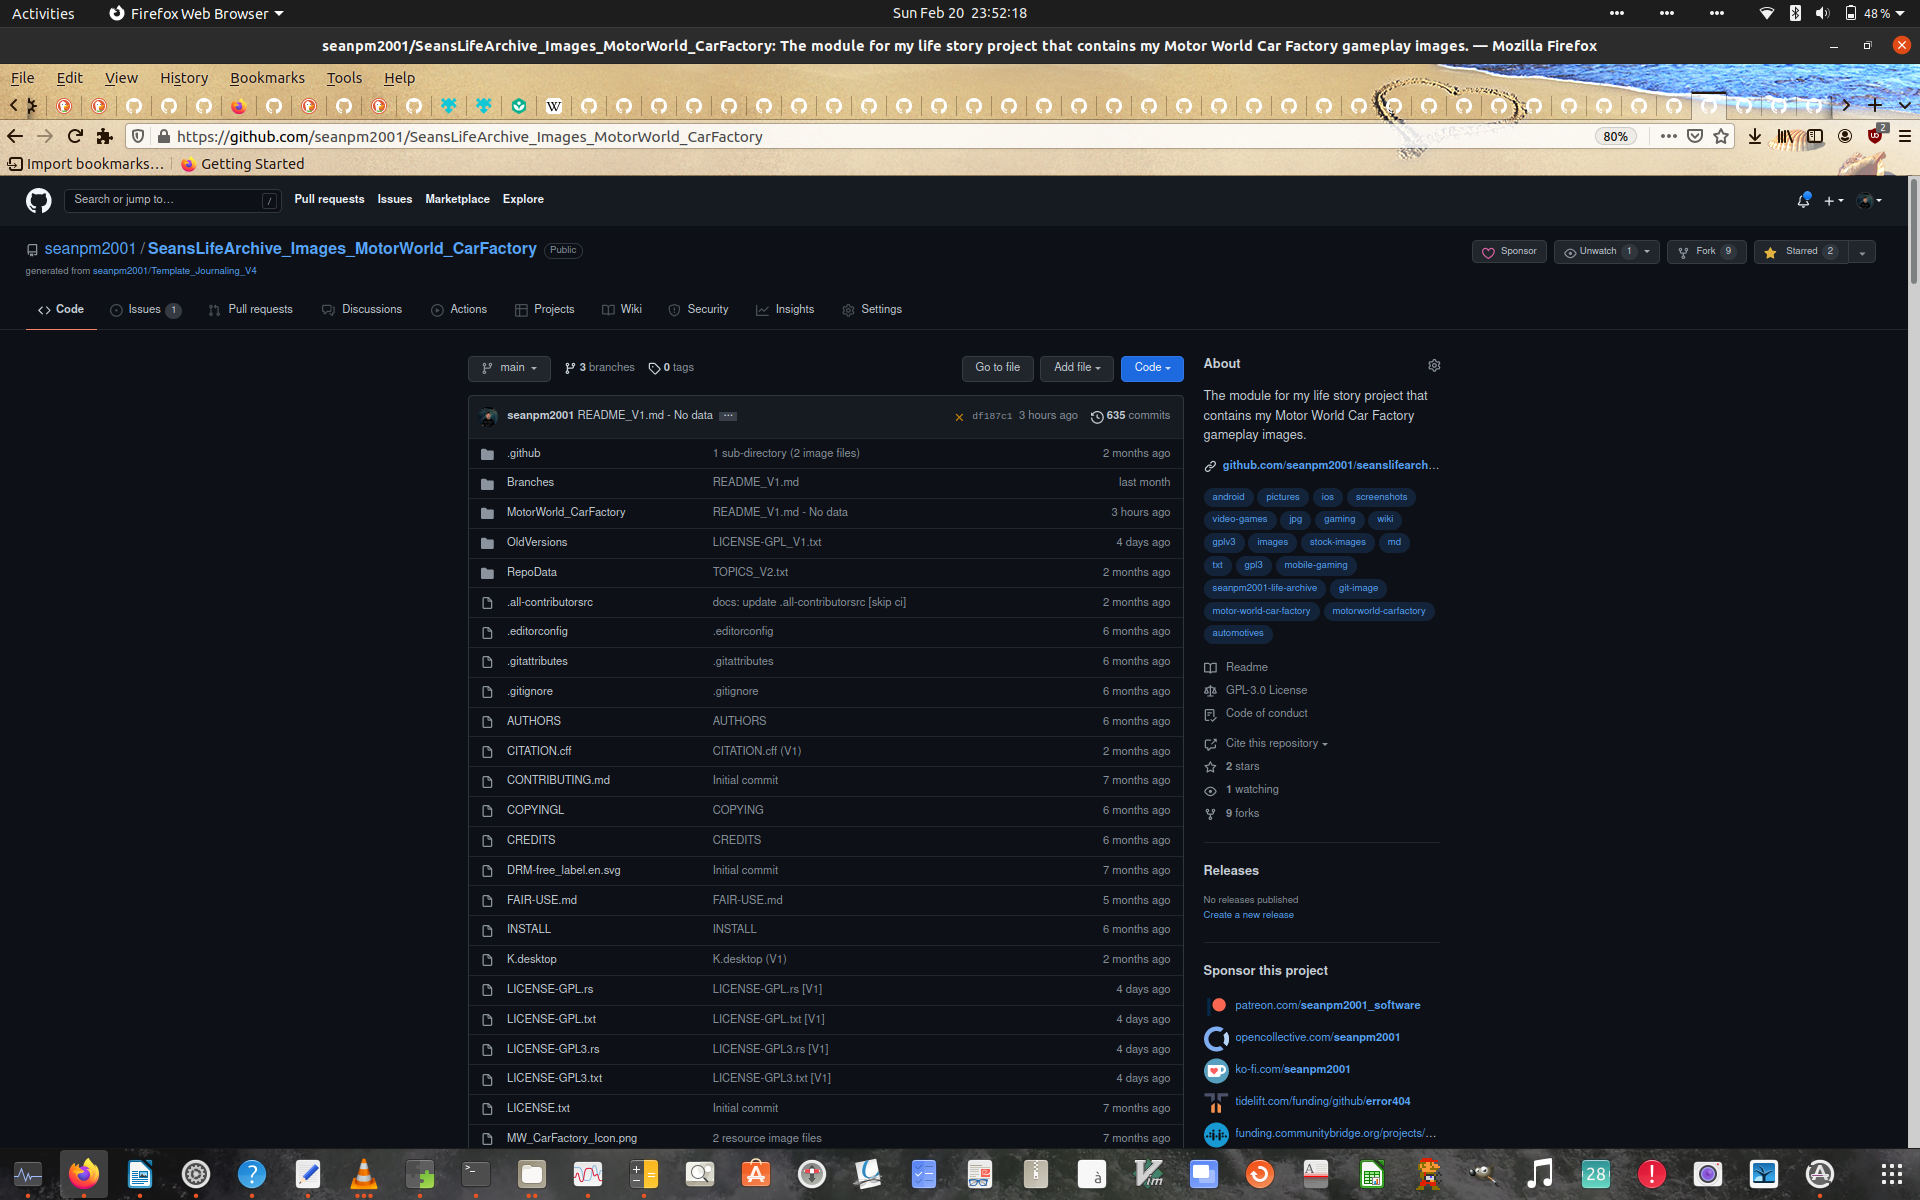 Activities
Firefox Web Browser
Sun Feb 20 23:52:18
48 %
seanpm2001/SeansLifeArchive_Images_MotorWorld_CarFactory: The module for my life story project that contains my Motor World Car Factory gameplay images. — Mozilla Firefox
File Edit View History Bookmarks Tools Help
https://github.com/seanpm2001/SeansLifeArchive_Images_MotorWorld_CarFactory
80%
2
Import bookmarks…
Getting Started
Search or jump to…
/
Pull requests Issues Marketplace Explore
seanpm2001 / SeansLifeArchive_Images_MotorWorld_CarFactory Public
generated from seanpm2001/Template_Journaling_V4
Sponsor
Unwatch 1
Fork 9
Starred 2
Code
Issues 1
Pull requests
Discussions
Actions
Projects
Wiki
Security
Insights
Settings
main
3 branches
0 tags
Go to file
Add file
Code
seanpm2001 README_V1.md - No data
df187c1 3 hours ago
635 commits
.github 1 sub-directory (2 image files) 2 months ago
Branches README_V1.md last month
MotorWorld_CarFactory README_V1.md - No data 3 hours ago
OldVersions LICENSE-GPL_V1.txt 4 days ago
RepoData TOPICS_V2.txt 2 months ago
.all-contributorsrc docs: update .all-contributorsrc [skip ci] 2 months ago
.editorconfig .editorconfig 6 months ago
.gitattributes .gitattributes 6 months ago
.gitignore .gitignore 6 months ago
AUTHORS AUTHORS 6 months ago
CITATION.cff CITATION.cff (V1) 2 months ago
CONTRIBUTING.md Initial commit 7 months ago
COPYINGL COPYING 6 months ago
CREDITS CREDITS 6 months ago
DRM-free_label.en.svg Initial commit 7 months ago
FAIR-USE.md FAIR-USE.md 5 months ago
INSTALL INSTALL 6 months ago
K.desktop K.desktop (V1) 2 months ago
LICENSE-GPL.rs LICENSE-GPL.rs [V1] 4 days ago
LICENSE-GPL.txt LICENSE-GPL.txt [V1] 4 days ago
LICENSE-GPL3.rs LICENSE-GPL3.rs [V1] 4 days ago
LICENSE-GPL3.txt LICENSE-GPL3.txt [V1] 4 days ago
LICENSE.txt Initial commit 7 months ago
MW_CarFactory_Icon.png 2 resource image files 7 months ago
About
The module for my life story project that
contains my Motor World Car Factory
gameplay images.
github.com/seanpm2001/seanslifearch…
android pictures ios screenshots
video-games jpg gaming wiki
gplv3 images stock-images md
txt gpl3 mobile-gaming
seanpm2001-life-archive git-image
motor-world-car-factory motorworld-carfactory
automotives
Readme
GPL-3.0 License
Code of conduct
Cite this repository
2 stars
1 watching
9 forks
Releases
No releases published
Create a new release
Sponsor this project
patreon.com/seanpm2001_software
opencollective.com/seanpm2001
ko-fi.com/seanpm2001
tidelift.com/funding/github/error404
funding.communitybridge.org/projects/…
28